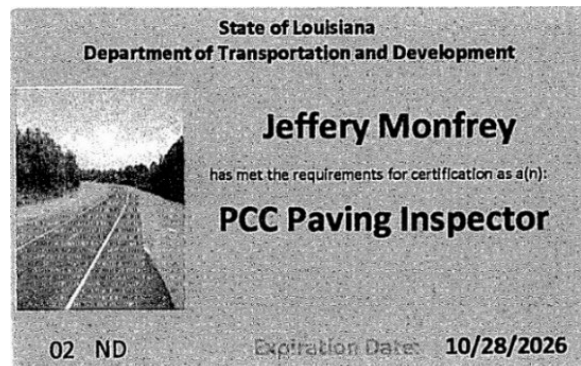 State of Louisiana
Department of Transportation and Development
Jeffery Monfrey
has met the requirements for certification as a(n):
PCC Paving Inspector
02 ND Expiration Date: 10/28/2026